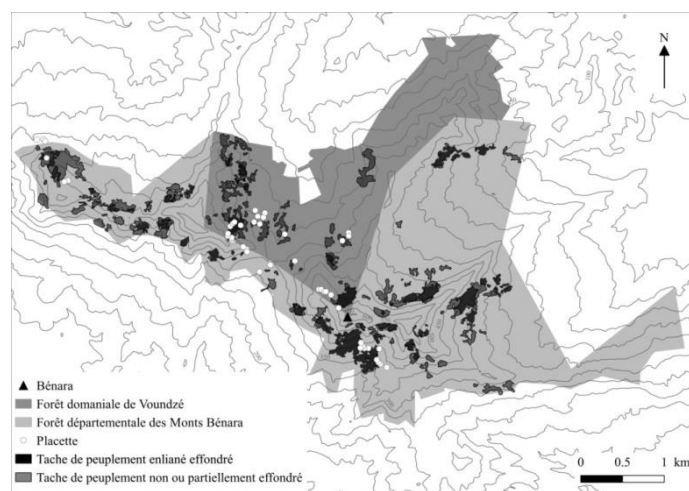 N
Bénara
Forêt domaniale de Voundzé
Forêt départementale des Monts Bénara
Placette
Tache de peuplement enliané effondré
Tache de peuplement non ou partiellement effondré
0 0.5 1 km